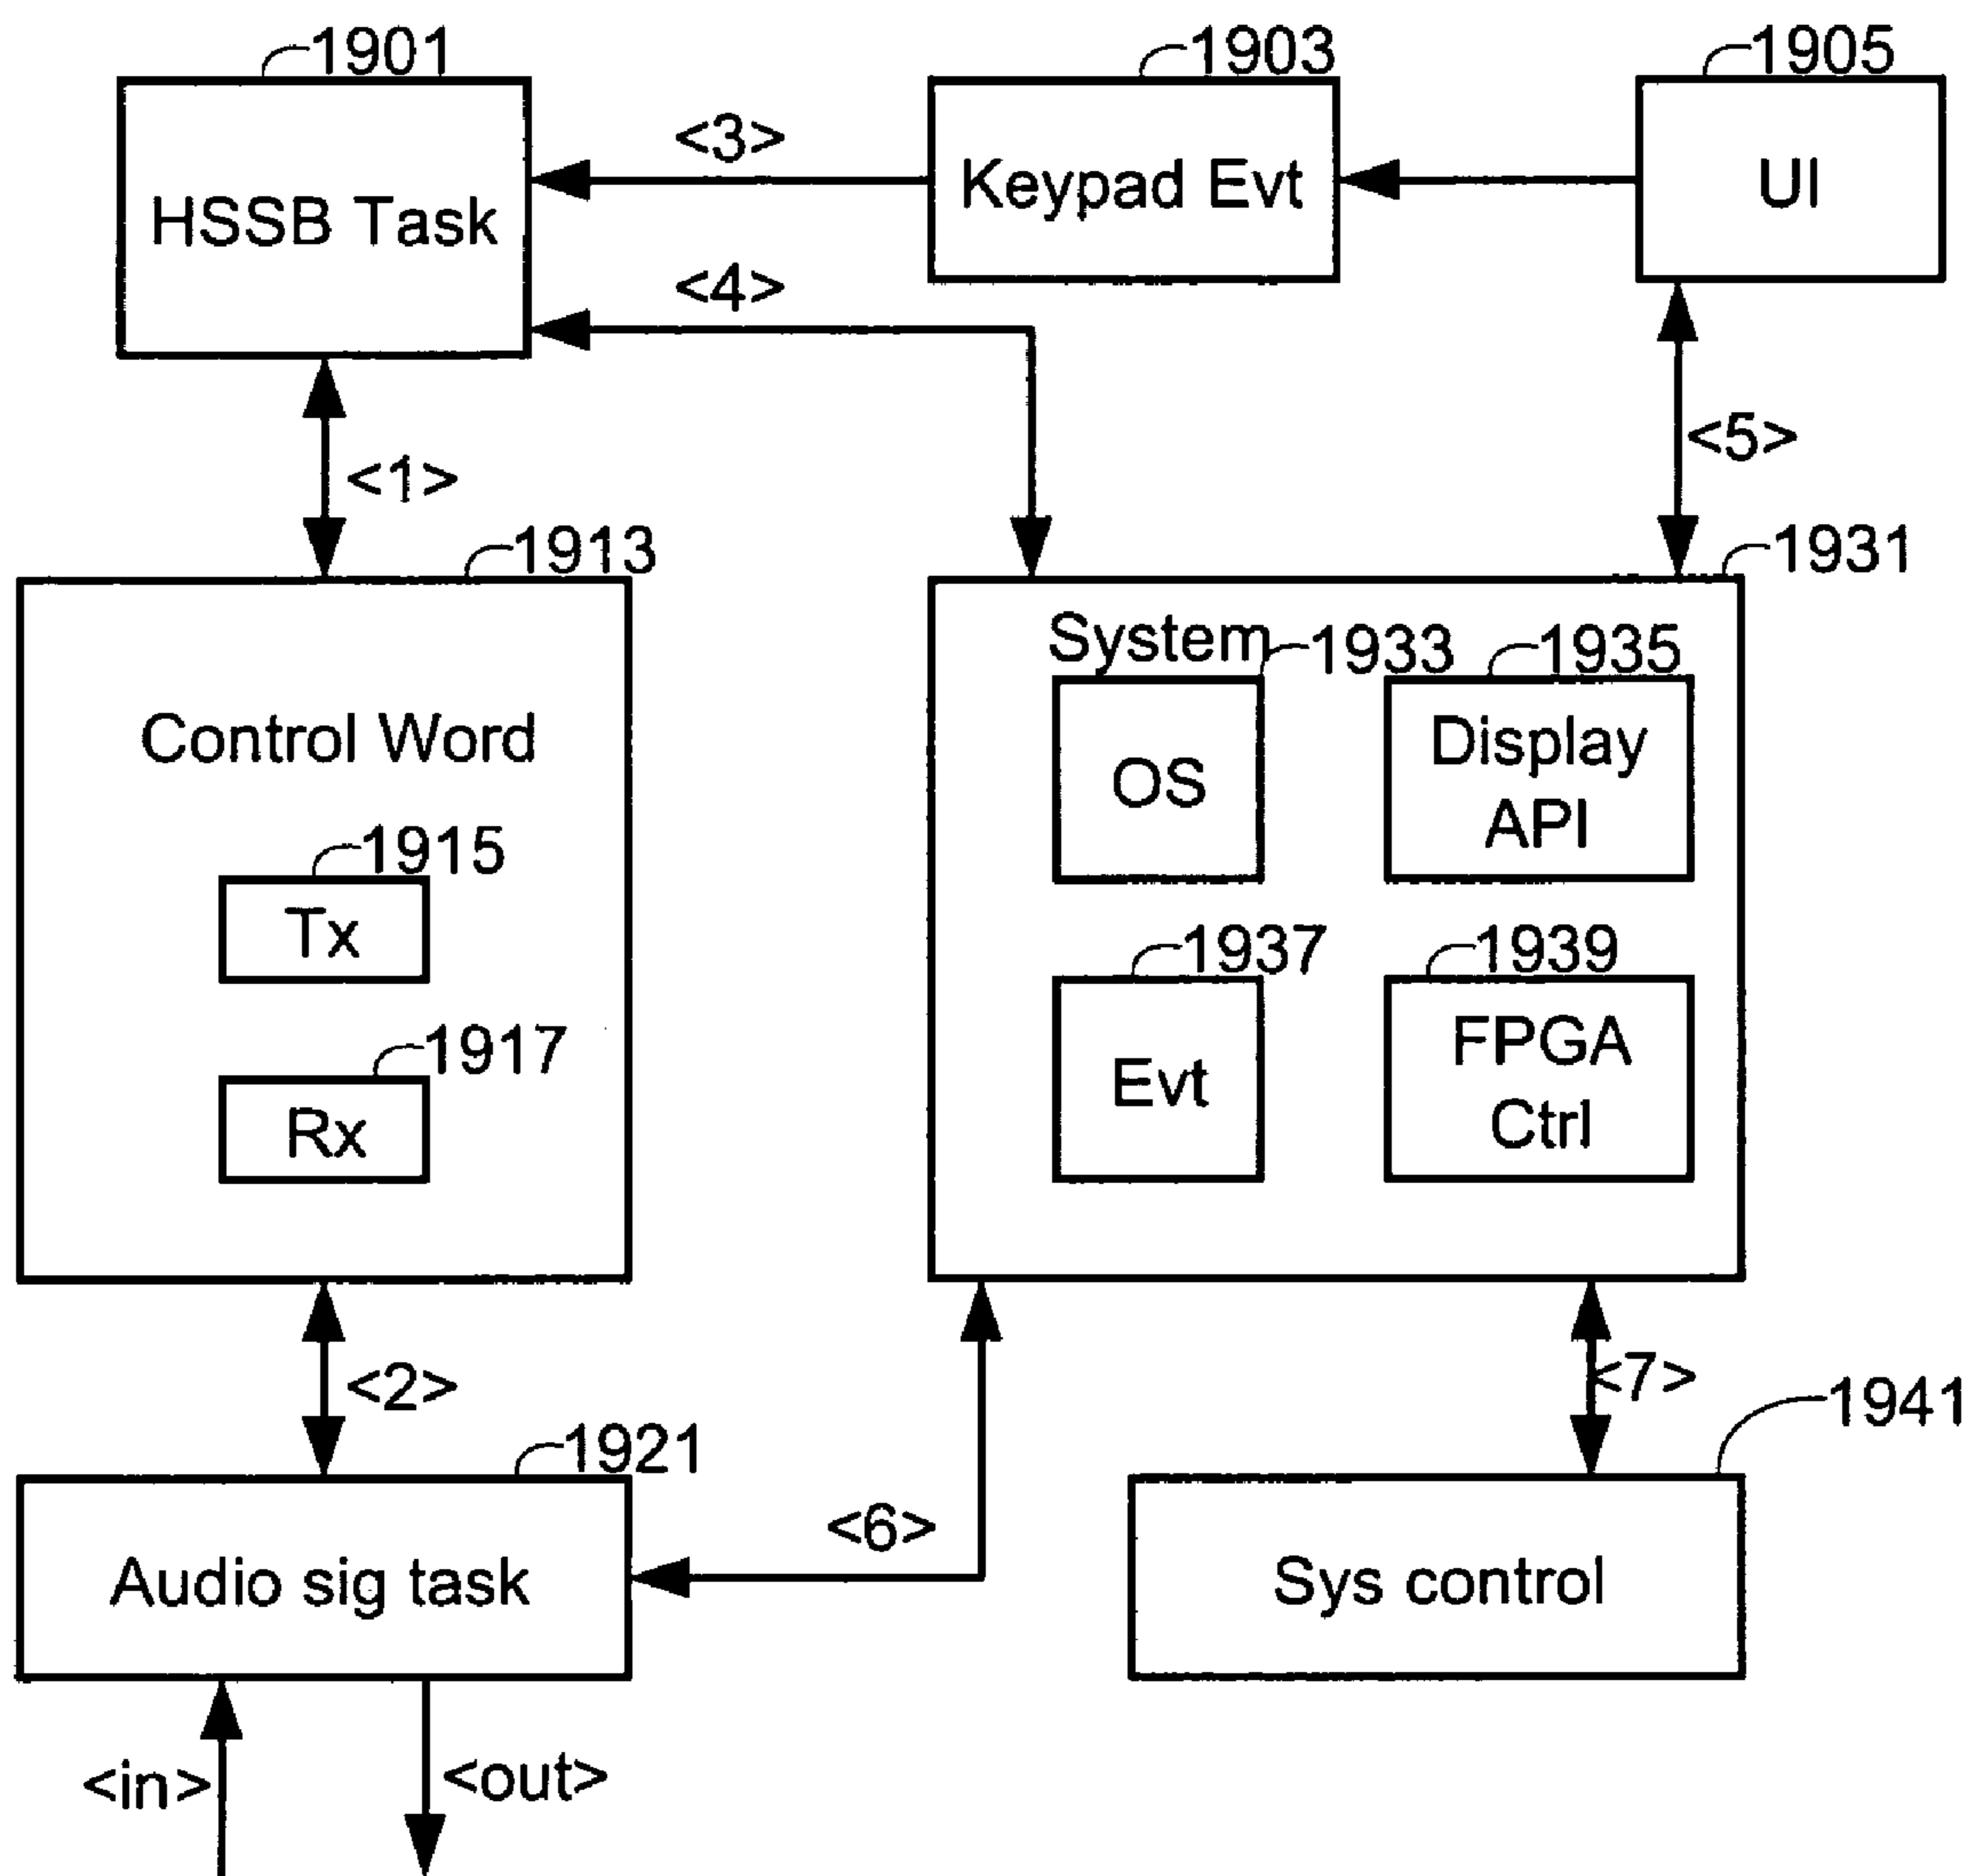 1901
1903
1905
HSSB Task
<3>
Keypad Evt
UI
<4>
<1>
<5>
1913
1931
Control Word
System
1933
1935
OS
Display
API
1915
Tx
1937
1939
Evt
FPGA
Ctrl
1917
Rx
<2>
<7>
1921
1941
<6>
Audio sig task
Sys control
<in>
<out>